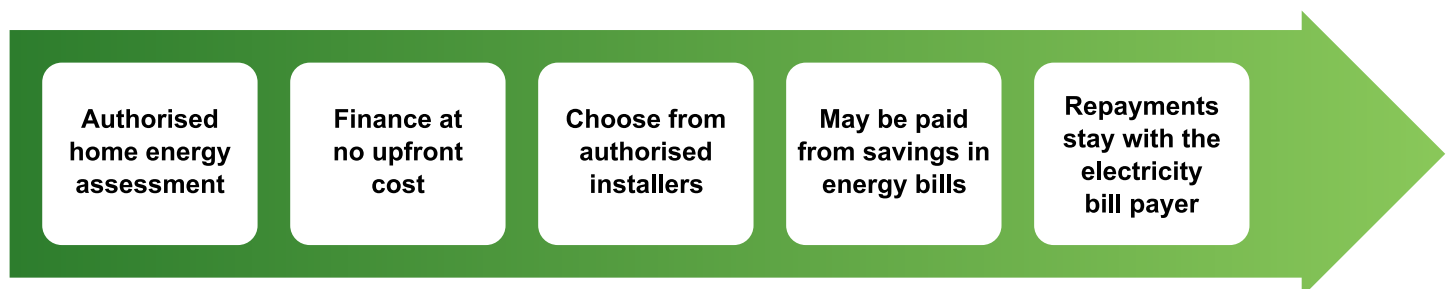 Authorised
home energy
assessment
Finance at
no upfront
cost
Choose from
authorised
installers
May be paid
from savings in
energy bills
Repayments
stay with the
electricity
bill payer